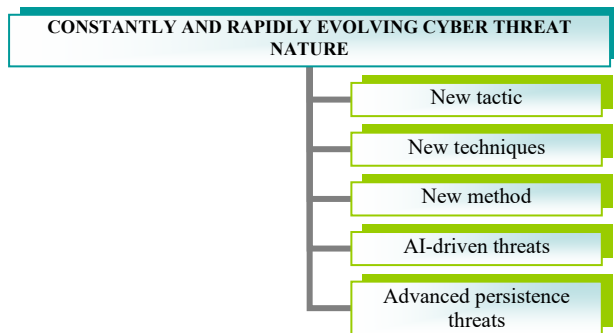 CONSTANTLY AND RAPIDLY EVOLVING CYBER THREAT
NATURE
New tactic
New techniques
New method
AI-driven threats
Advanced persistence
threats